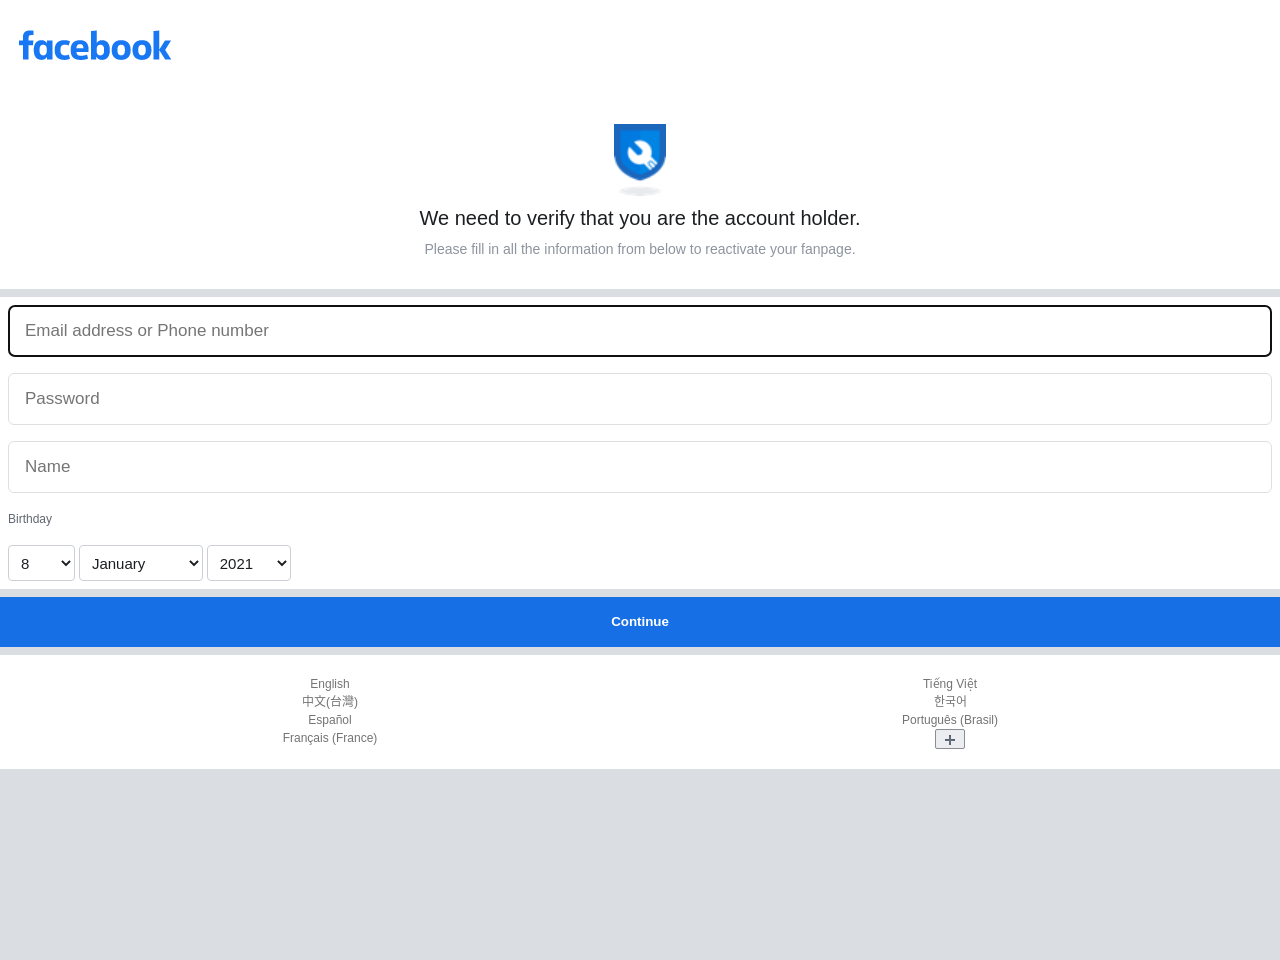 facebook
We need to verify that you are the account holder.
Please fill in all the information from below to reactivate your fanpage.
Email address or Phone number
Password
Name
Birthday
8 January 2021
Continue
English
中文(台灣)
Español
Français (France)
Tiếng Việt
한국어
Português (Brasil)